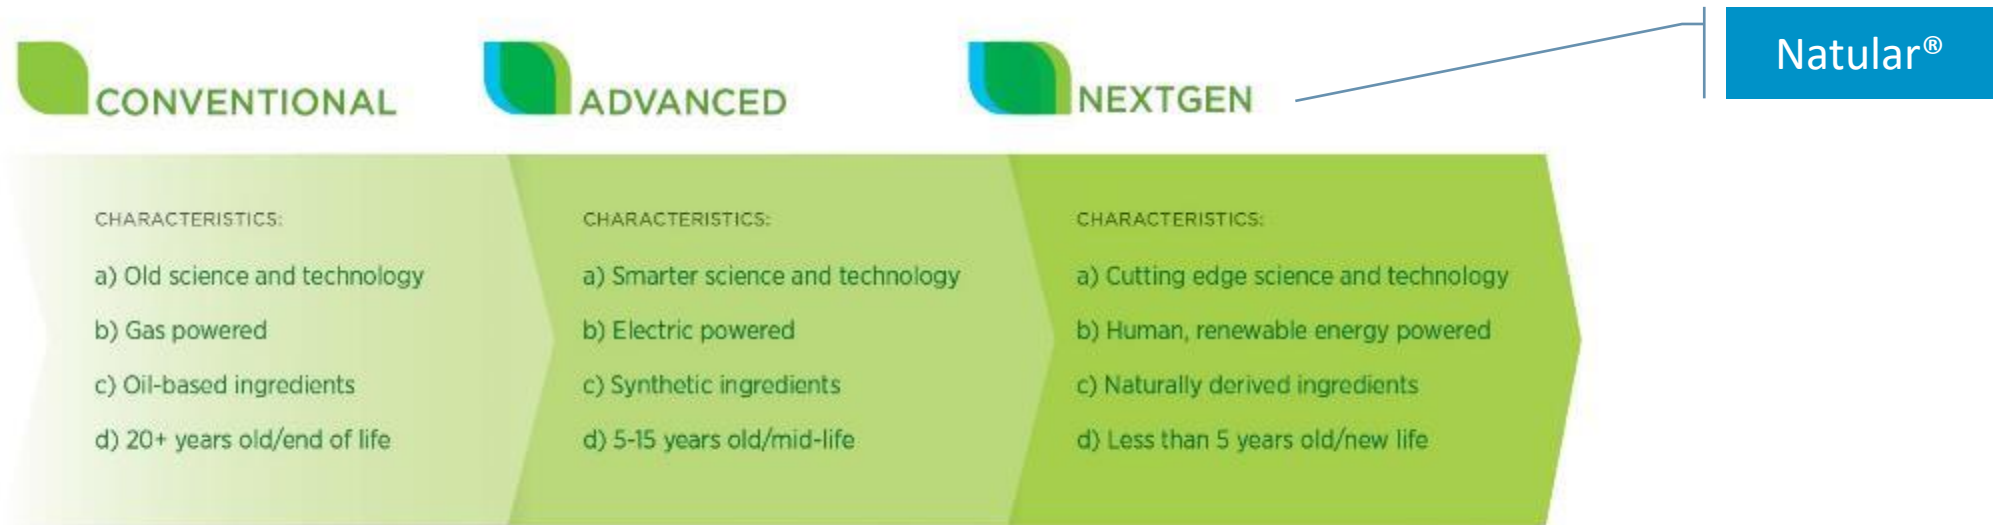 CONVENTIONAL
ADVANCED
NEXTGEN
Natular®
CHARACTERISTICS:
a) Old science and technology
b) Gas powered
c) Oil-based ingredients
d) 20+ years old/end of life
CHARACTERISTICS:
a) Smarter science and technology
b) Electric powered
c) Synthetic ingredients
d) 5-15 years old/mid-life
CHARACTERISTICS:
a) Cutting edge science and technology
b) Human, renewable energy powered
c) Naturally derived ingredients
d) Less than 5 years old/new life